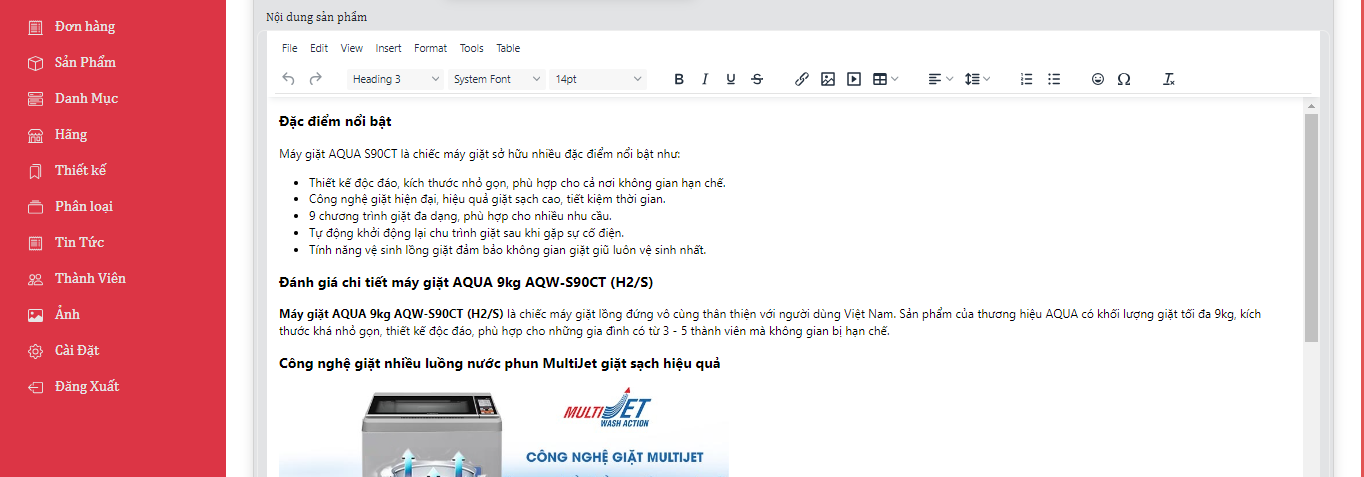 Đơn hàng
Sản Phẩm
Danh Mục
Hãng
Thiết kế
Phân loại
Tin Tức
Thành Viên
Ảnh
Cài Đặt
Đăng Xuất
Nội dung sản phẩm
File Edit View Insert Format Tools Table
Heading 3 System Font 14pt
Đặc điểm nổi bật
Máy giặt AQUA S90CT là chiếc máy giặt sở hữu nhiều đặc điểm nổi bật như:
Thiết kế độc đáo, kích thước nhỏ gọn, phù hợp cho cả nơi không gian hạn chế.
Công nghệ giặt hiện đại, hiệu quả giặt sạch cao, tiết kiệm thời gian.
9 chương trình giặt đa dạng, phù hợp cho nhiều nhu cầu.
Tự động khởi động lại chu trình giặt sau khi gặp sự cố điện.
Tính năng vệ sinh lồng giặt đảm bảo không gian giặt giũ luôn vệ sinh nhất.
Đánh giá chi tiết máy giặt AQUA 9kg AQW-S90CT (H2/S)
Máy giặt AQUA 9kg AQW-S90CT (H2/S) là chiếc máy giặt lồng đứng vô cùng thân thiện với người dùng Việt Nam. Sản phẩm của thương hiệu AQUA có khối lượng giặt tối đa 9kg, kích
thước khá nhỏ gọn, thiết kế độc đáo, phù hợp cho những gia đình có từ 3 - 5 thành viên mà không gian bị hạn chế.
Công nghệ giặt nhiều luồng nước phun MultiJet giặt sạch hiệu quả
MULTI JET
WASH ACTION
CÔNG NGHỆ GIẶT MULTIJET